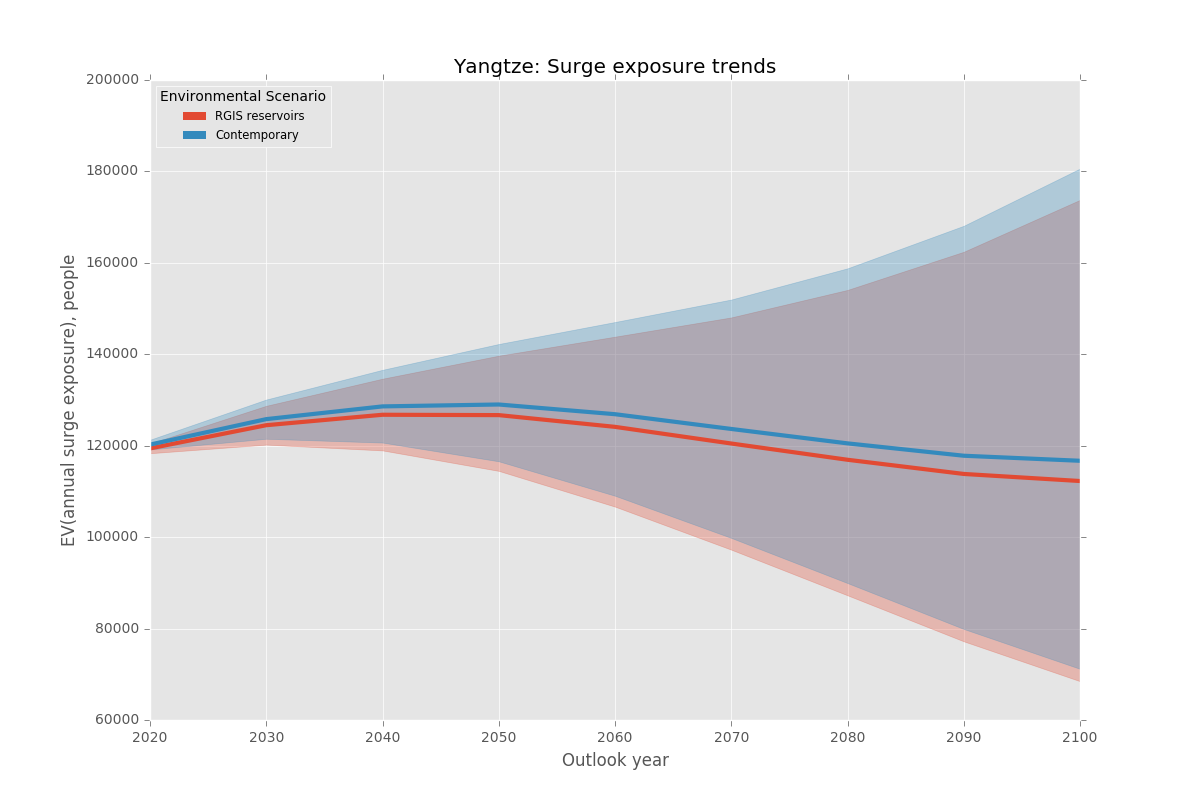 Yangtze: Surge exposure trends
200000
180000
160000
140000
120000
100000
80000
60000
EV(annual surge exposure), people
Environmental Scenario
RGIS reservoirs
Contemporary
2020 2030 2040 2050 2060 2070 2080 2090 2100
Outlook year